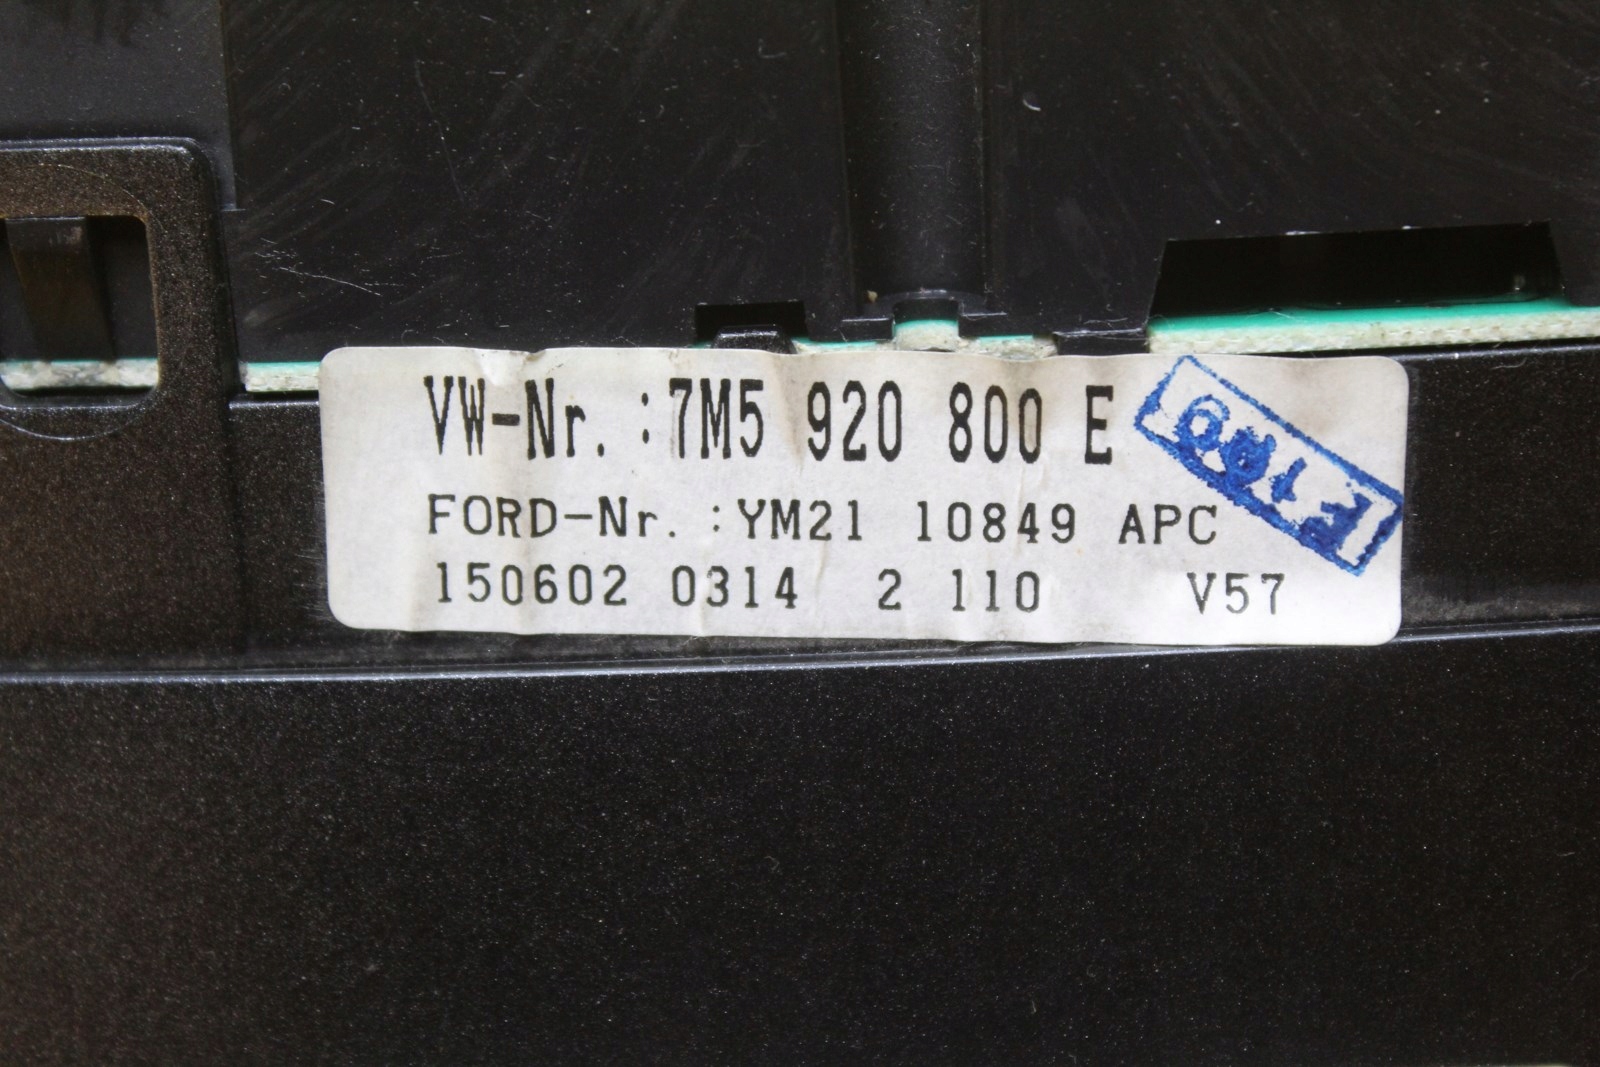 VW-Nr. :7M5 920 800 E
FORD-Nr. :YM21 10849 APC
150602 0314 2 110 V57